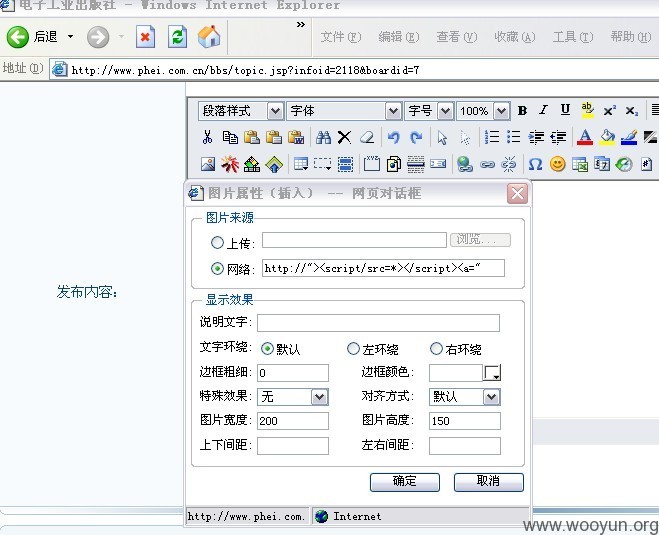 电子工业出版社 - Windows Internet Explorer
后退 文件(F) 编辑(E) 查看(V) 收藏(A) 工具(T) 帮助(H)
地址(D) http://www.phei.com.cn/bbs/topic.jsp?infoid=2118&boardid=7
段落样式 字体 字号 100% B I U ab x² x₂
图片属性(插入) -- 网页对话框
图片来源
上传: 浏览...
网络: http://"><script/src=*></script><a="
发布内容:
显示效果
说明文字:
文字环绕: 默认 左环绕 右环绕
边框粗细: 0 边框颜色:
特殊效果: 无 对齐方式: 默认
图片宽度: 200 图片高度: 150
上下间距: 左右间距:
确定 取消
http://www.phei.com. Internet
www.wooyun.org